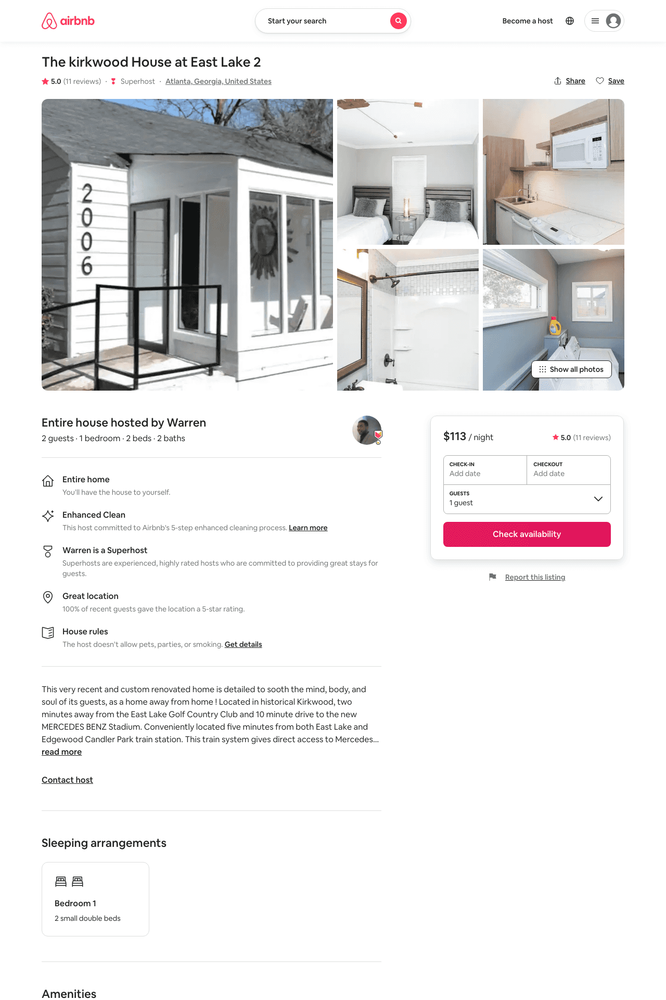 airbnb
Start your search
Become a host
The kirkwood House at East Lake 2
5.0 (11 reviews) · Superhost · Atlanta, Georgia, United States
Share
Save
2
0
0
6
Show all photos
Entire house hosted by Warren
2 guests · 1 bedroom · 2 beds · 2 baths
Entire home
You'll have the house to yourself.
Enhanced Clean
This host committed to Airbnb's 5-step enhanced cleaning process. Learn more
Warren is a Superhost
Superhosts are experienced, highly rated hosts who are committed to providing great stays for
guests.
Great location
100% of recent guests gave the location a 5-star rating.
House rules
The host doesn't allow pets, parties, or smoking. Get details
This very recent and custom renovated home is detailed to sooth the mind, body, and
soul of its guests, as a home away from home ! Located in historical Kirkwood, two
minutes away from the East Lake Golf Country Club and 10 minute drive to the new
MERCEDES BENZ Stadium. Conveniently located five minutes from both East Lake and
Edgewood Candler Park train station. This train system gives direct access to Mercedes...
read more
Contact host
Sleeping arrangements
Bedroom 1
2 small double beds
Amenities
$113 / night
5.0 (11 reviews)
CHECK-IN
Add date
CHECKOUT
Add date
GUESTS
1 guest
Check availability
Report this listing